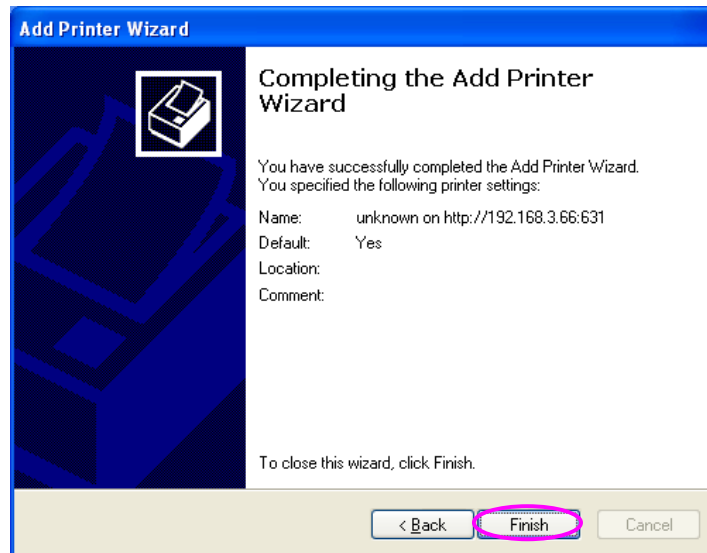 Add Printer Wizard
Completing the Add Printer
Wizard
You have successfully completed the Add Printer Wizard.
You specified the following printer settings:
Name: unknown on http://192.168.3.66:631
Default: Yes
Location:
Comment:
To close this wizard, click Finish.
< Back Finish Cancel